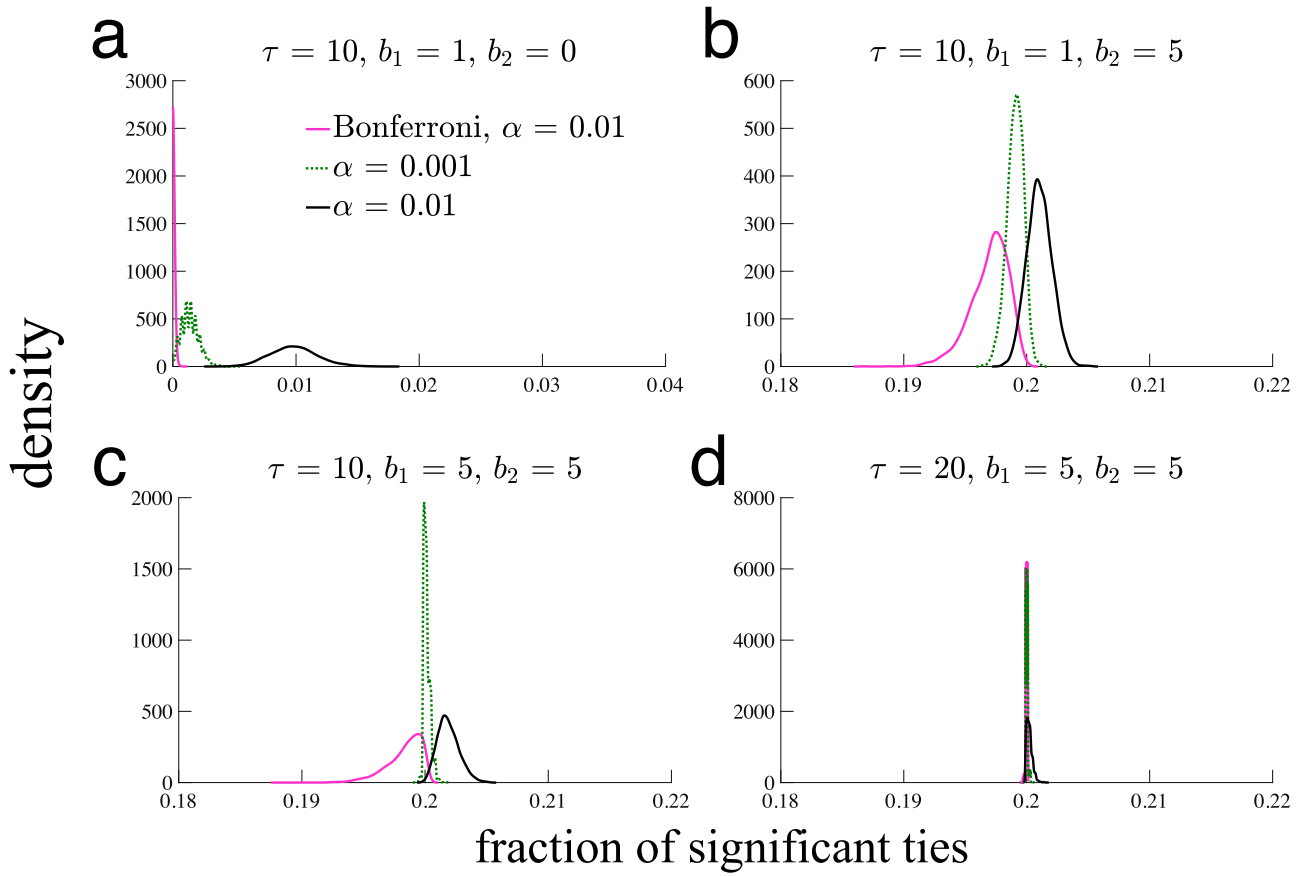 a
τ = 10, b₁ = 1, b₂ = 0
3000
2500
2000
1500
1000
500
0
0 0.01 0.02 0.03 0.04
Bonferroni, α = 0.01
α = 0.001
α = 0.01
b
τ = 10, b₁ = 1, b₂ = 5
600
500
400
300
200
100
0
0.18 0.19 0.2 0.21 0.22
density
c
τ = 10, b₁ = 5, b₂ = 5
2000
1500
1000
500
0
0.18 0.19 0.2 0.21 0.22
d
τ = 20, b₁ = 5, b₂ = 5
8000
6000
4000
2000
0
0.18 0.19 0.2 0.21 0.22
fraction of significant ties